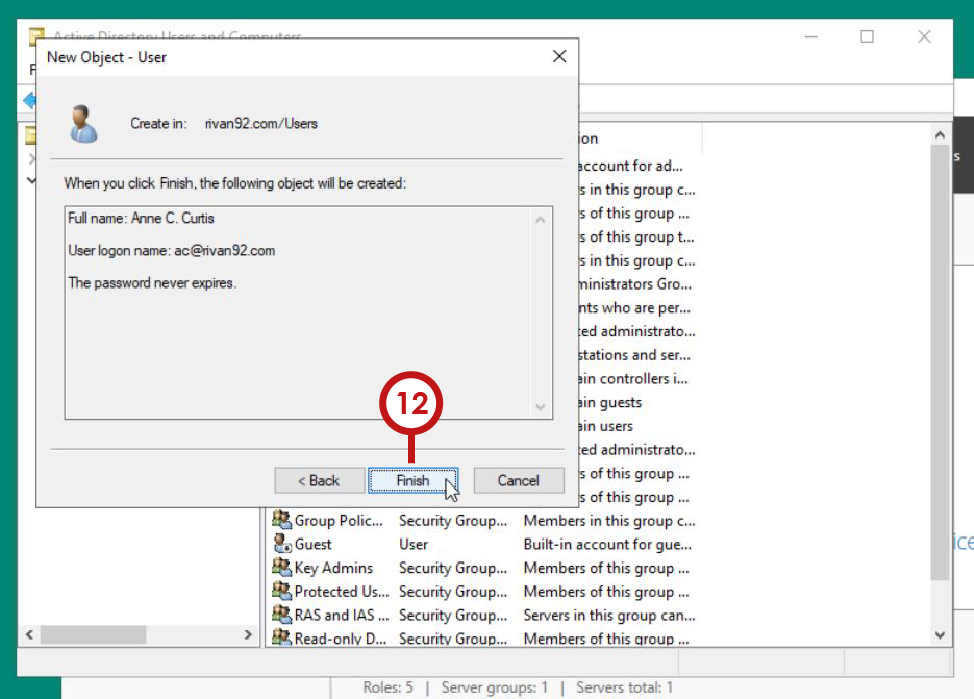 Active Directory Users and Computers
New Object - User
F
Create in: rivan92.com/Users
When you click Finish, the following object will be created:
Full name: Anne C. Curtis
User logon name: ac@rivan92.com
The password never expires.
12
< Back
Finish
Cancel
ion
account for ad...
s in this group c...
s of this group ...
s of this group t...
s in this group c...
ministrators Gro...
nts who are per...
ted administrato...
stations and ser...
ain controllers i...
ain guests
ain users
ted administrato...
s of this group ...
s of this group ...
Group Polic... Security Group... Members in this group c...
Guest User Built-in account for gue...
Key Admins Security Group... Members of this group ...
Protected Us... Security Group... Members of this group ...
RAS and IAS ... Security Group... Servers in this group can...
Read-only D... Security Group... Members of this group ...
s
ice
Roles: 5 | Server groups: 1 | Servers total: 1